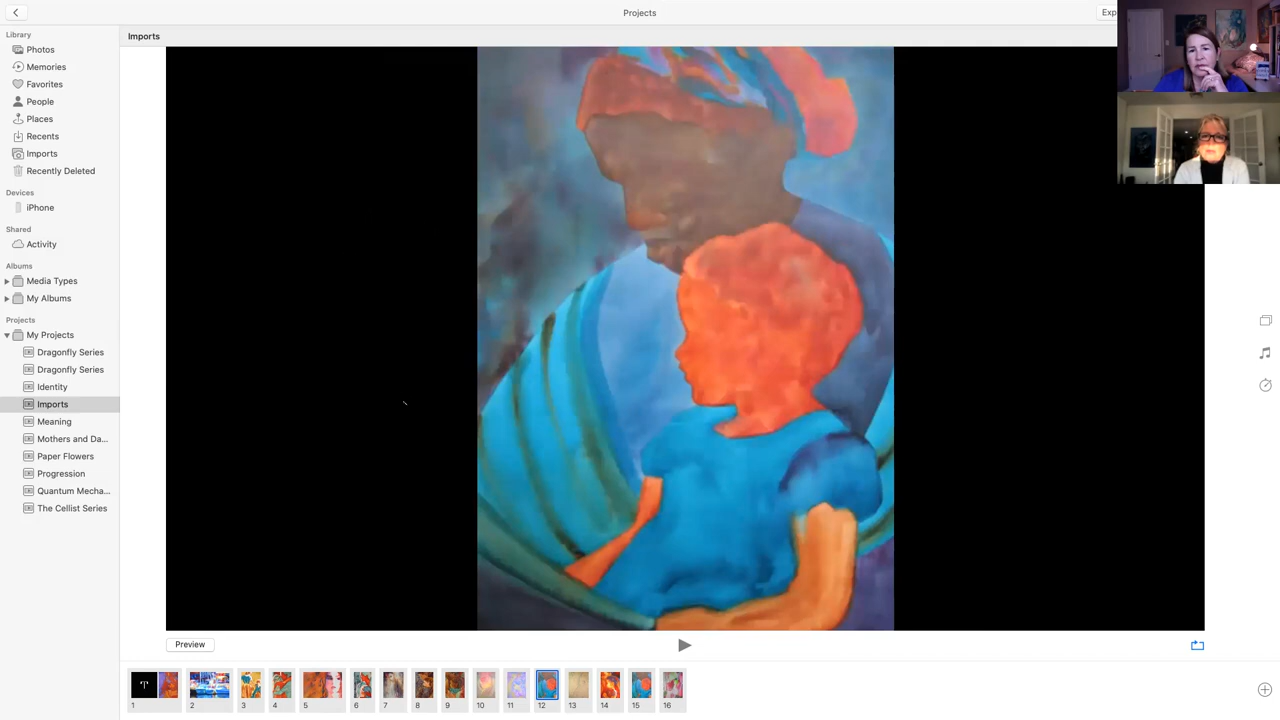 Projects
Exp
Library
Photos
Memories
Favorites
People
Places
Recents
Imports
Recently Deleted
Devices
iPhone
Shared
Activity
Albums
Media Types
My Albums
Projects
My Projects
Dragonfly Series
Dragonfly Series
Identity
Imports
Meaning
Mothers and Da...
Paper Flowers
Progression
Quantum Mecha...
The Cellist Series
Imports
Preview
T
1 2 3 4 5 6 7 8 9 10 11 12 13 14 15 16